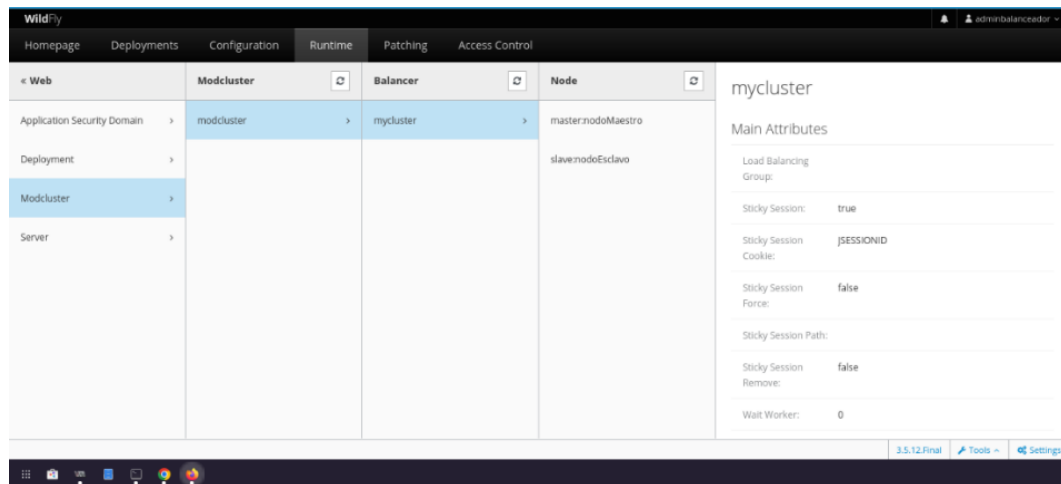 WildFly
adminbalanceador
Homepage Deployments Configuration Runtime Patching Access Control
« Web
Application Security Domain
Deployment
Modcluster
Server
Modcluster
modcluster
Balancer
mycluster
Node
master:nodoMaestro
slave:nodoEsclavo
mycluster
Main Attributes
Load Balancing
Group:
Sticky Session: true
Sticky Session JSESSIONID
Cookie:
Sticky Session false
Force:
Sticky Session Path:
Sticky Session false
Remove:
Wait Worker: 0
3.5.12.Final Tools Settings